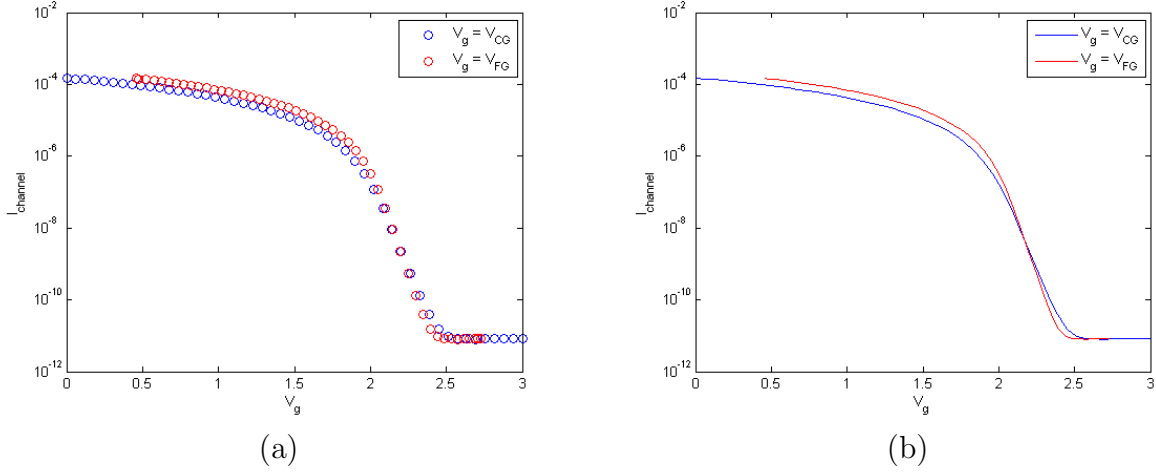 10^-2
10^-4
10^-6
10^-8
10^-10
10^-12
I_channel
0 0.5 1 1.5 2 2.5 3
V_g
V_g = V_CG
V_g = V_FG
(a)
10^-2
10^-4
10^-6
10^-8
10^-10
10^-12
I_channel
0 0.5 1 1.5 2 2.5 3
V_g
V_g = V_CG
V_g = V_FG
(b)